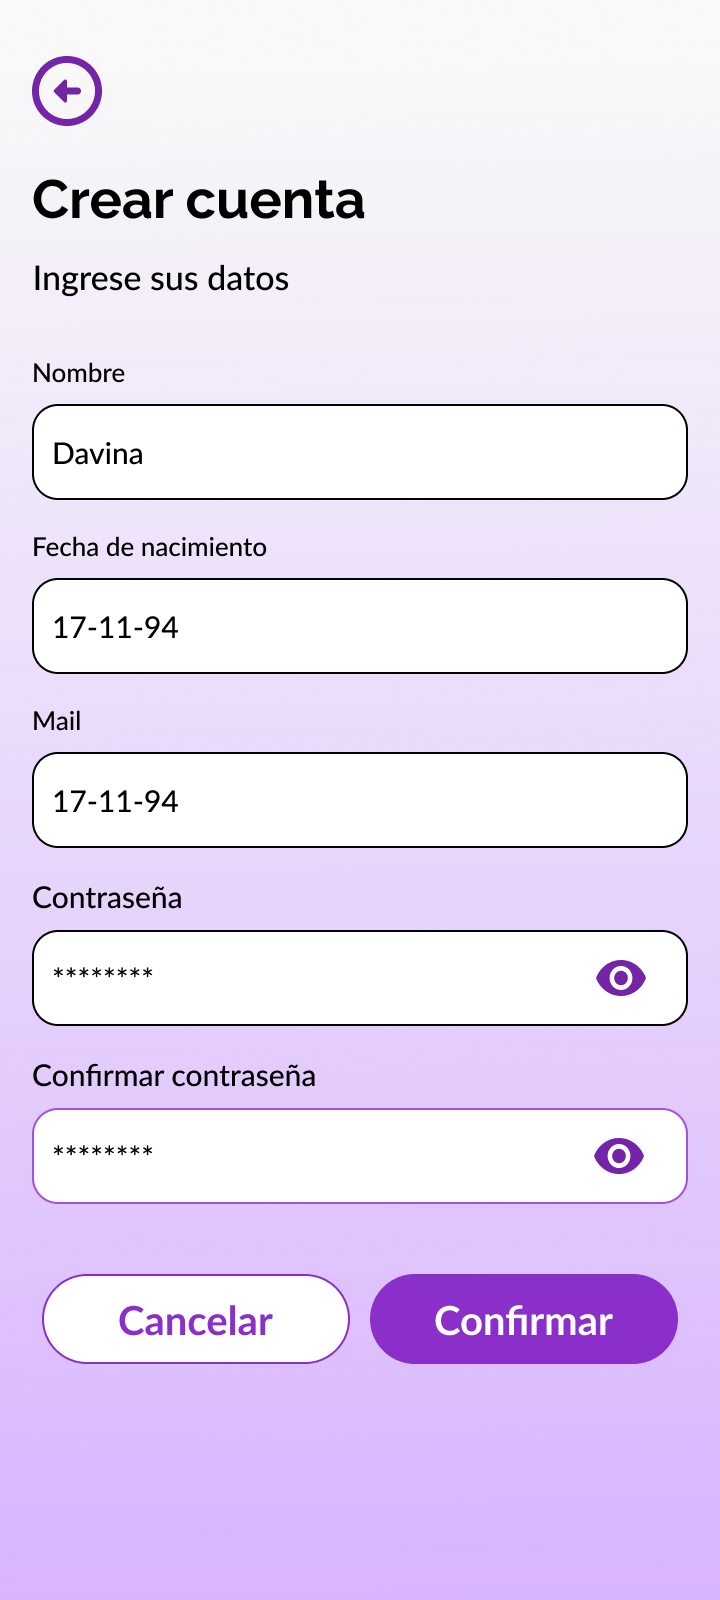 Crear cuenta
Ingrese sus datos
Nombre
Davina
Fecha de nacimiento
17-11-94
Mail
17-11-94
Contraseña
********
Confirmar contraseña
********
Cancelar
Confirmar